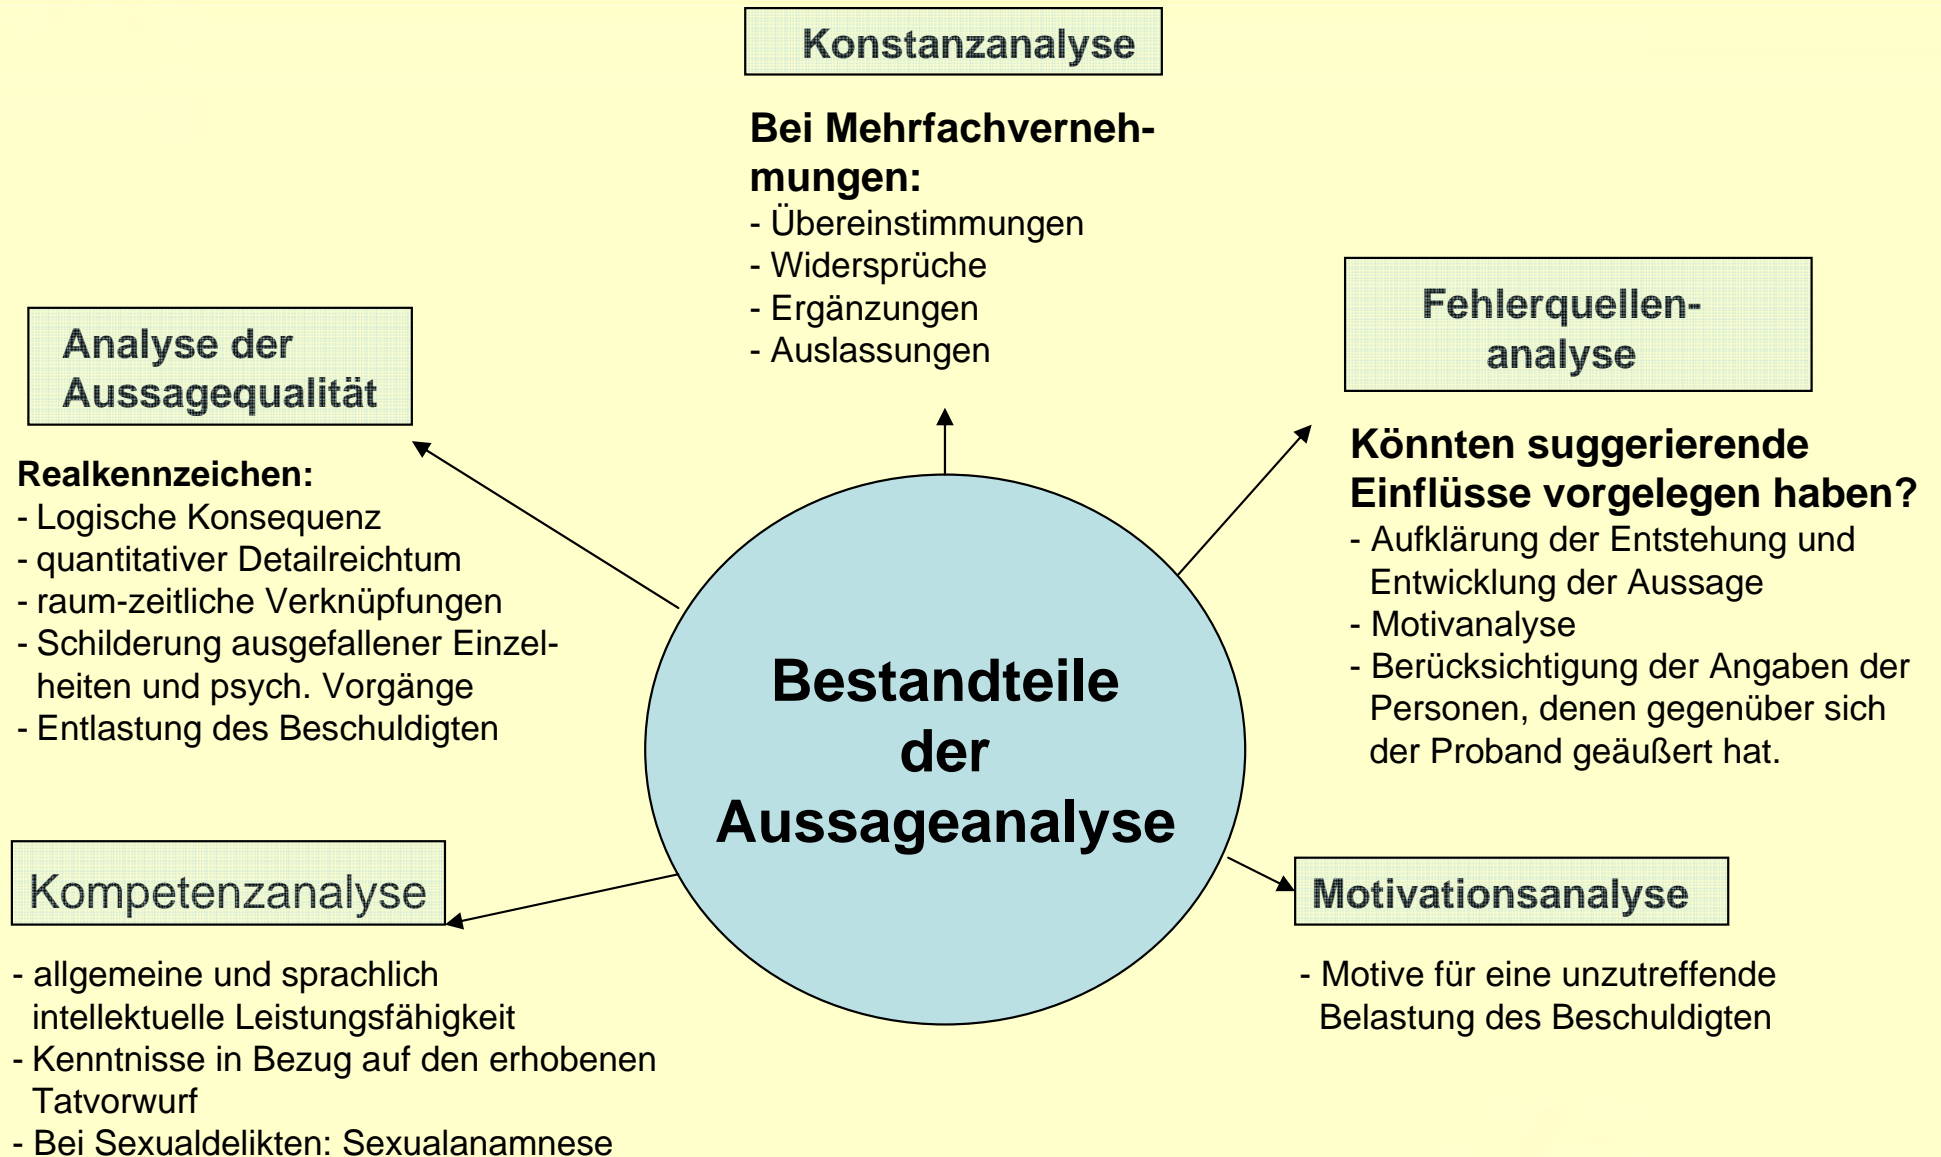 Konstanzanalyse
Bei Mehrfachverneh-
mungen:
- Übereinstimmungen
- Widersprüche
- Ergänzungen
- Auslassungen
Analyse der
Aussagequalität
Realkennzeichen:
- Logische Konsequenz
- quantitativer Detailreichtum
- raum-zeitliche Verknüpfungen
- Schilderung ausgefallener Einzel-
heiten und psych. Vorgänge
- Entlastung des Beschuldigten
Fehlerquellen-
analyse
Könnten suggerierende
Einflüsse vorgelegen haben?
- Aufklärung der Entstehung und
Entwicklung der Aussage
- Motivanalyse
- Berücksichtigung der Angaben der
Personen, denen gegenüber sich
der Proband geäußert hat.
Bestandteile
der
Aussageanalyse
Kompetenzanalyse
- allgemeine und sprachlich
intellektuelle Leistungsfähigkeit
- Kenntnisse in Bezug auf den erhobenen
Tatvorwurf
- Bei Sexualdelikten: Sexualanamnese
Motivationsanalyse
- Motive für eine unzutreffende
Belastung des Beschuldigten